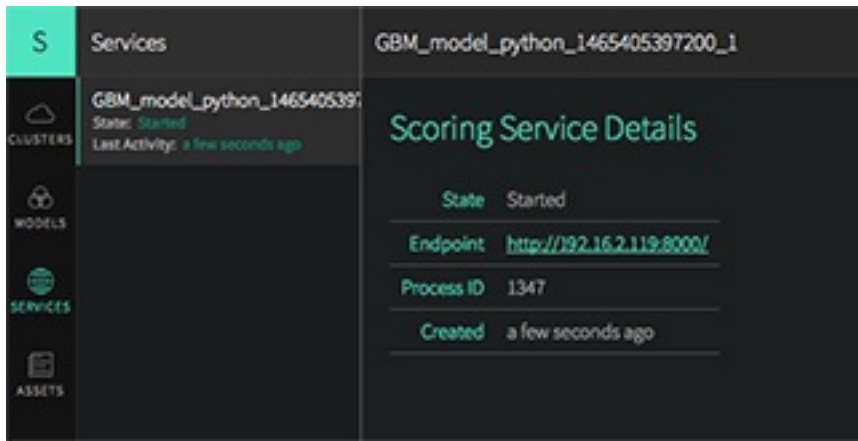 S
Services
GBM_model_python_1465405397200_1
CLUSTERS
MODELS
SERVICES
ASSETS
GBM_model_python_1465405397
State: Started
Last Activity: a few seconds ago
Scoring Service Details
State Started
Endpoint http://192.16.2.119:8000/
Process ID 1347
Created a few seconds ago